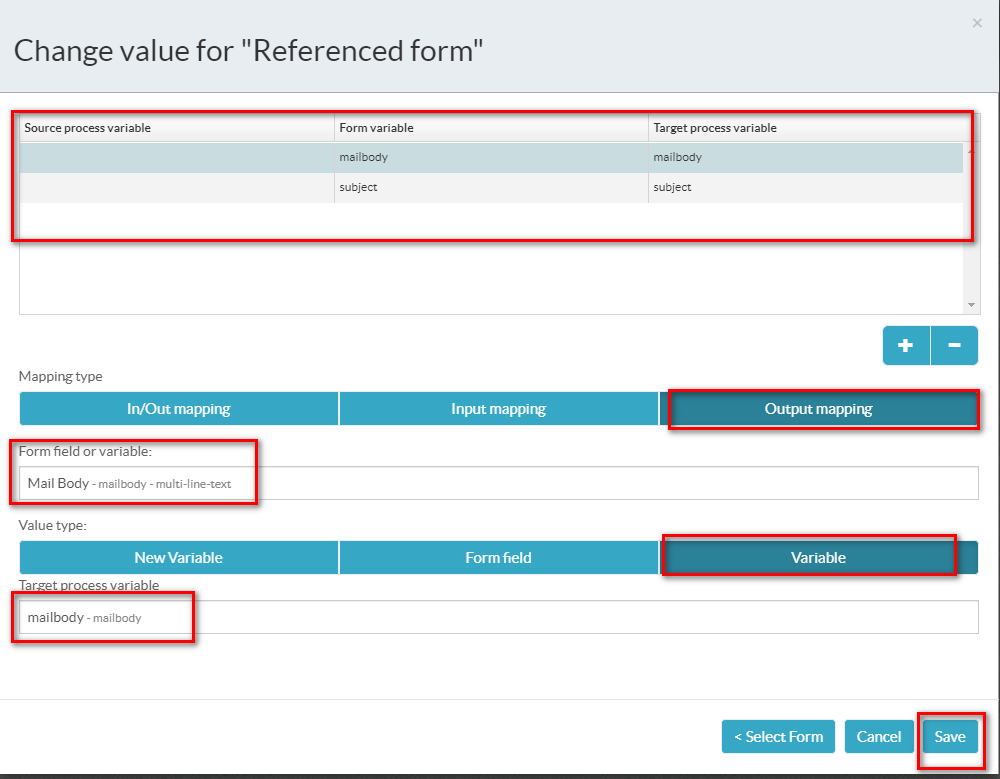 ×
Change value for "Referenced form"
Source process variable Form variable Target process variable
mailbody mailbody
subject subject
Mapping type
In/Out mapping Input mapping Output mapping
Form field or variable:
Mail Body - mailbody - multi-line-text
Value type:
New Variable Form field Variable
Target process variable
mailbody - mailbody
< Select Form Cancel Save